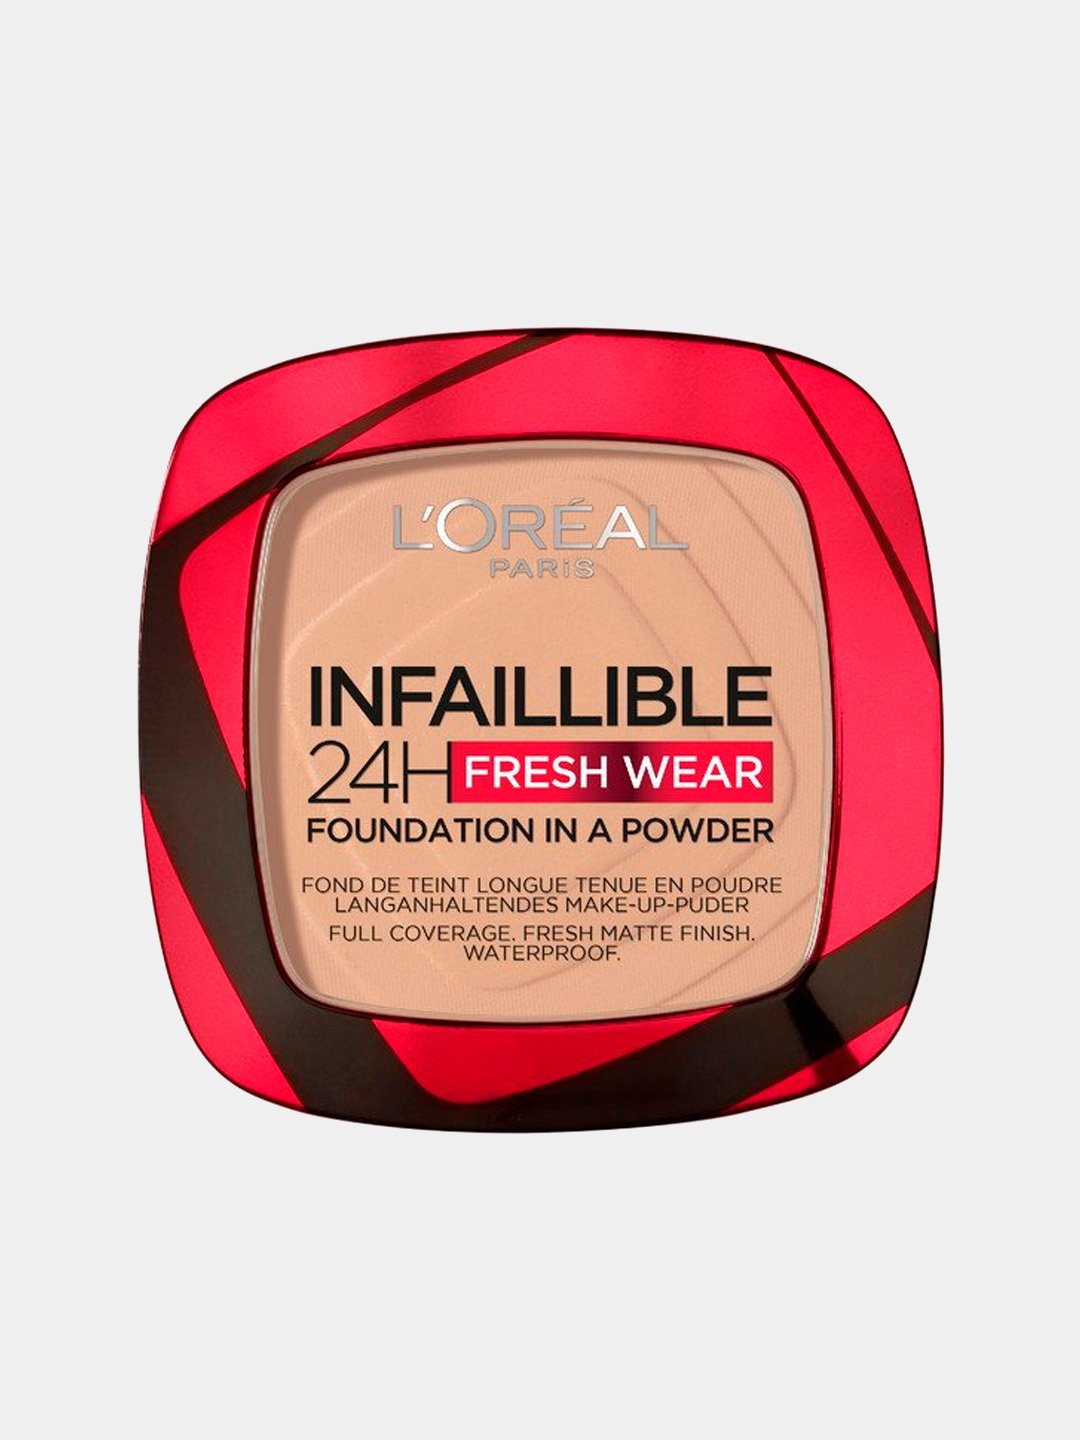 L'ORÉAL
PARIS
INFAILLIBLE
24H FRESH WEAR
FOUNDATION IN A POWDER
FOND DE TEINT LONGUE TENUE EN POUDRE
LANGANHALTENDES MAKE-UP-PUDER
FULL COVERAGE. FRESH MATTE FINISH.
WATERPROOF.